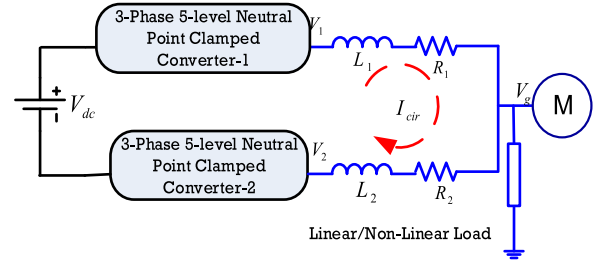 3-Phase 5-level Neutral
Point Clamped
Converter-1
V1
L1
R1
Vdc
Icir
Vg
M
3-Phase 5-level Neutral
Point Clamped
Converter-2
V2
L2
R2
Linear/Non-Linear Load